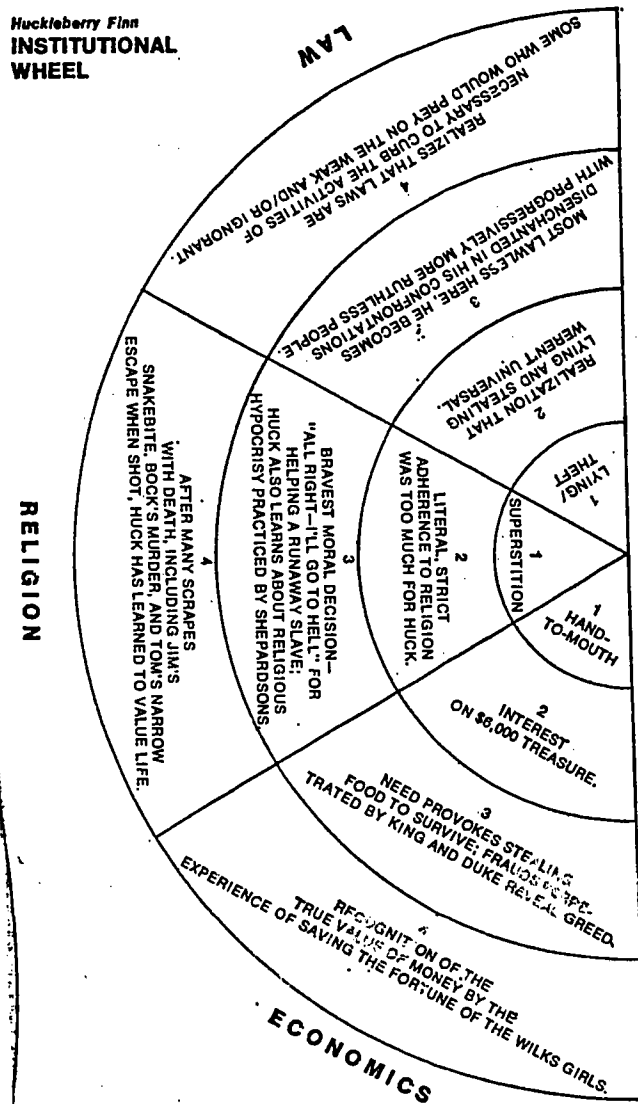 Huckleberry Finn
INSTITUTIONAL
WHEEL
LAW
1
LYING/
THEFT
2
REALIZATION THAT
LYING AND STEALING
WEREN'T UNIVERSAL.
3
MOST LAWLESS HERE, HE BECOMES
DISENCHANTED IN HIS CONFRONTATIONS
WITH PROGRESSIVELY MORE RUTHLESS PEOPLE.
4
REALIZES THAT LAWS ARE
NECESSARY TO CURB THE ACTIVITIES OF
SOME WHO WOULD PREY ON THE WEAK AND/OR IGNORANT.
RELIGION
1
SUPERSTITION
2
LITERAL, STRICT
ADHERENCE TO RELIGION
WAS TOO MUCH FOR HUCK.
3
BRAVEST MORAL DECISION—
"ALL RIGHT—I'LL GO TO HELL" FOR
HELPING A RUNAWAY SLAVE;
HUCK ALSO LEARNS ABOUT RELIGIOUS
HYPOCRISY PRACTICED BY SHEPARDSONS.
4
AFTER MANY SCRAPES
WITH DEATH, INCLUDING JIM'S
SNAKEBITE, BOCK'S MURDER, AND TOM'S NARROW
ESCAPE WHEN SHOT, HUCK HAS LEARNED TO VALUE LIFE.
ECONOMICS
1
HAND-
TO-MOUTH
2
INTEREST
ON $6,000 TREASURE.
3
NEED PROVOKES STEALING
FOOD TO SURVIVE; FRAUDS PERPE-
TRATED BY KING AND DUKE REVEAL GREED.
4
RECOGNITION OF THE
TRUE VALUE OF MONEY BY THE
EXPERIENCE OF SAVING THE FORTUNE OF THE WILKS GIRLS.